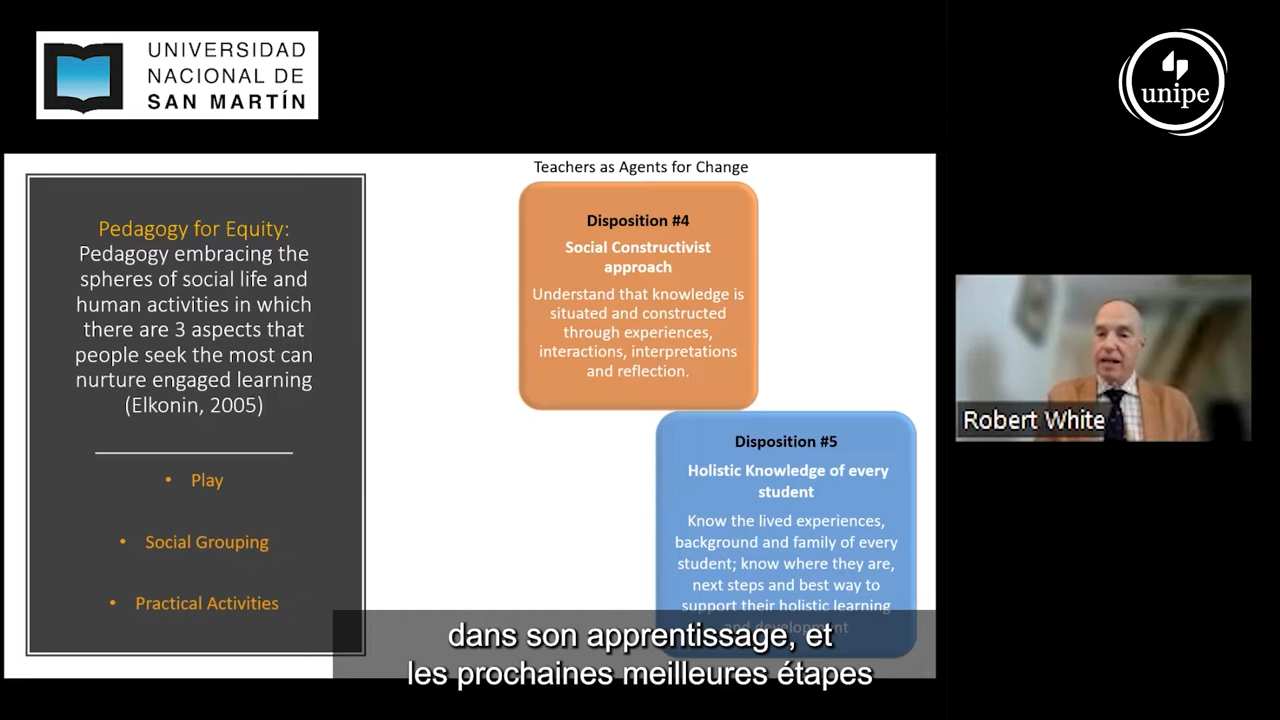 UNIVERSIDAD
NACIONAL DE
SAN MARTÍN
unipe
Pedagogy for Equity:
Pedagogy embracing the
spheres of social life and
human activities in which
there are 3 aspects that
people seek the most can
nurture engaged learning
(Elkonin, 2005)
• Play
• Social Grouping
• Practical Activities
Teachers as Agents for Change
Disposition #4
Social Constructivist
approach
Understand that knowledge is
situated and constructed
through experiences,
interactions, interpretations
and reflection.
Disposition #5
Holistic Knowledge of every
student
Know the lived experiences,
background and family of every
student; know where they are,
next steps and best way to
support their holistic learning
and development
Robert White
dans son apprentissage, et
les prochaines meilleures étapes